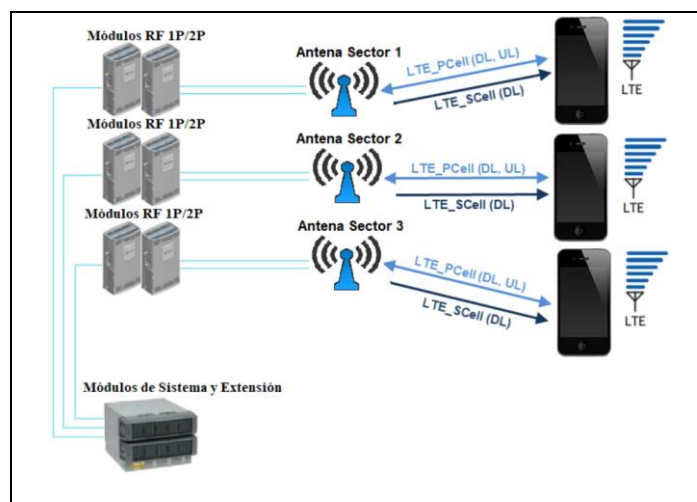 Módulos RF 1P/2P
Antena Sector 1
LTE_PCell (DL, UL)
LTE_SCell (DL)
LTE
Módulos RF 1P/2P
Antena Sector 2
LTE_PCell (DL, UL)
LTE_SCell (DL)
LTE
Módulos RF 1P/2P
Antena Sector 3
LTE_PCell (DL, UL)
LTE_SCell (DL)
LTE
Módulos de Sistema y Extensión